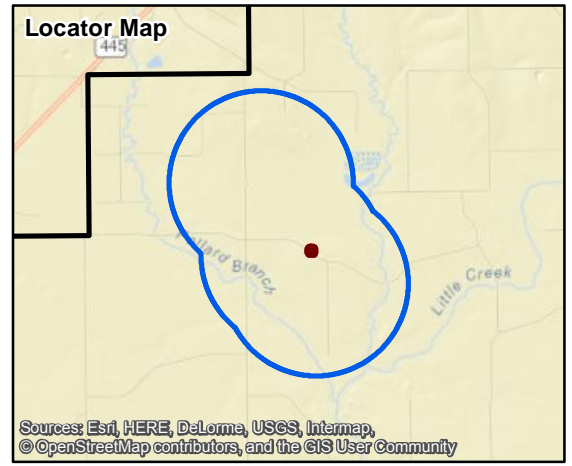 Locator Map
445
Branch
Little Creek
Sources: Esri, HERE, DeLorme, USGS, Intermap,
© OpenStreetMap contributors, and the GIS User Community